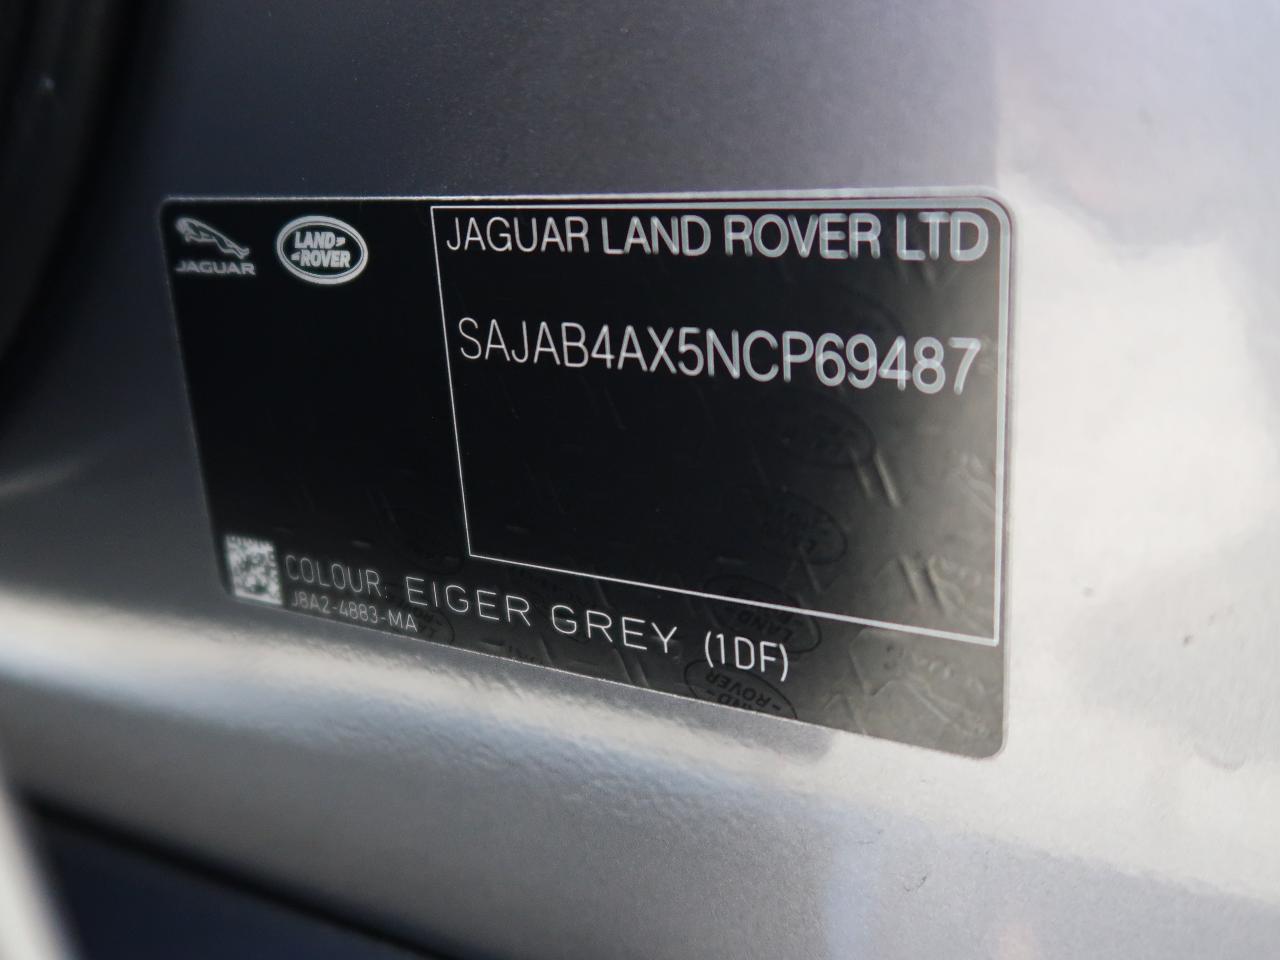 JAGUAR
LAND ROVER
JAGUAR LAND ROVER LTD
SAJAB4AX5NCP69487
COLOUR: EIGER GREY (1DF)
J8A2-4883-MA